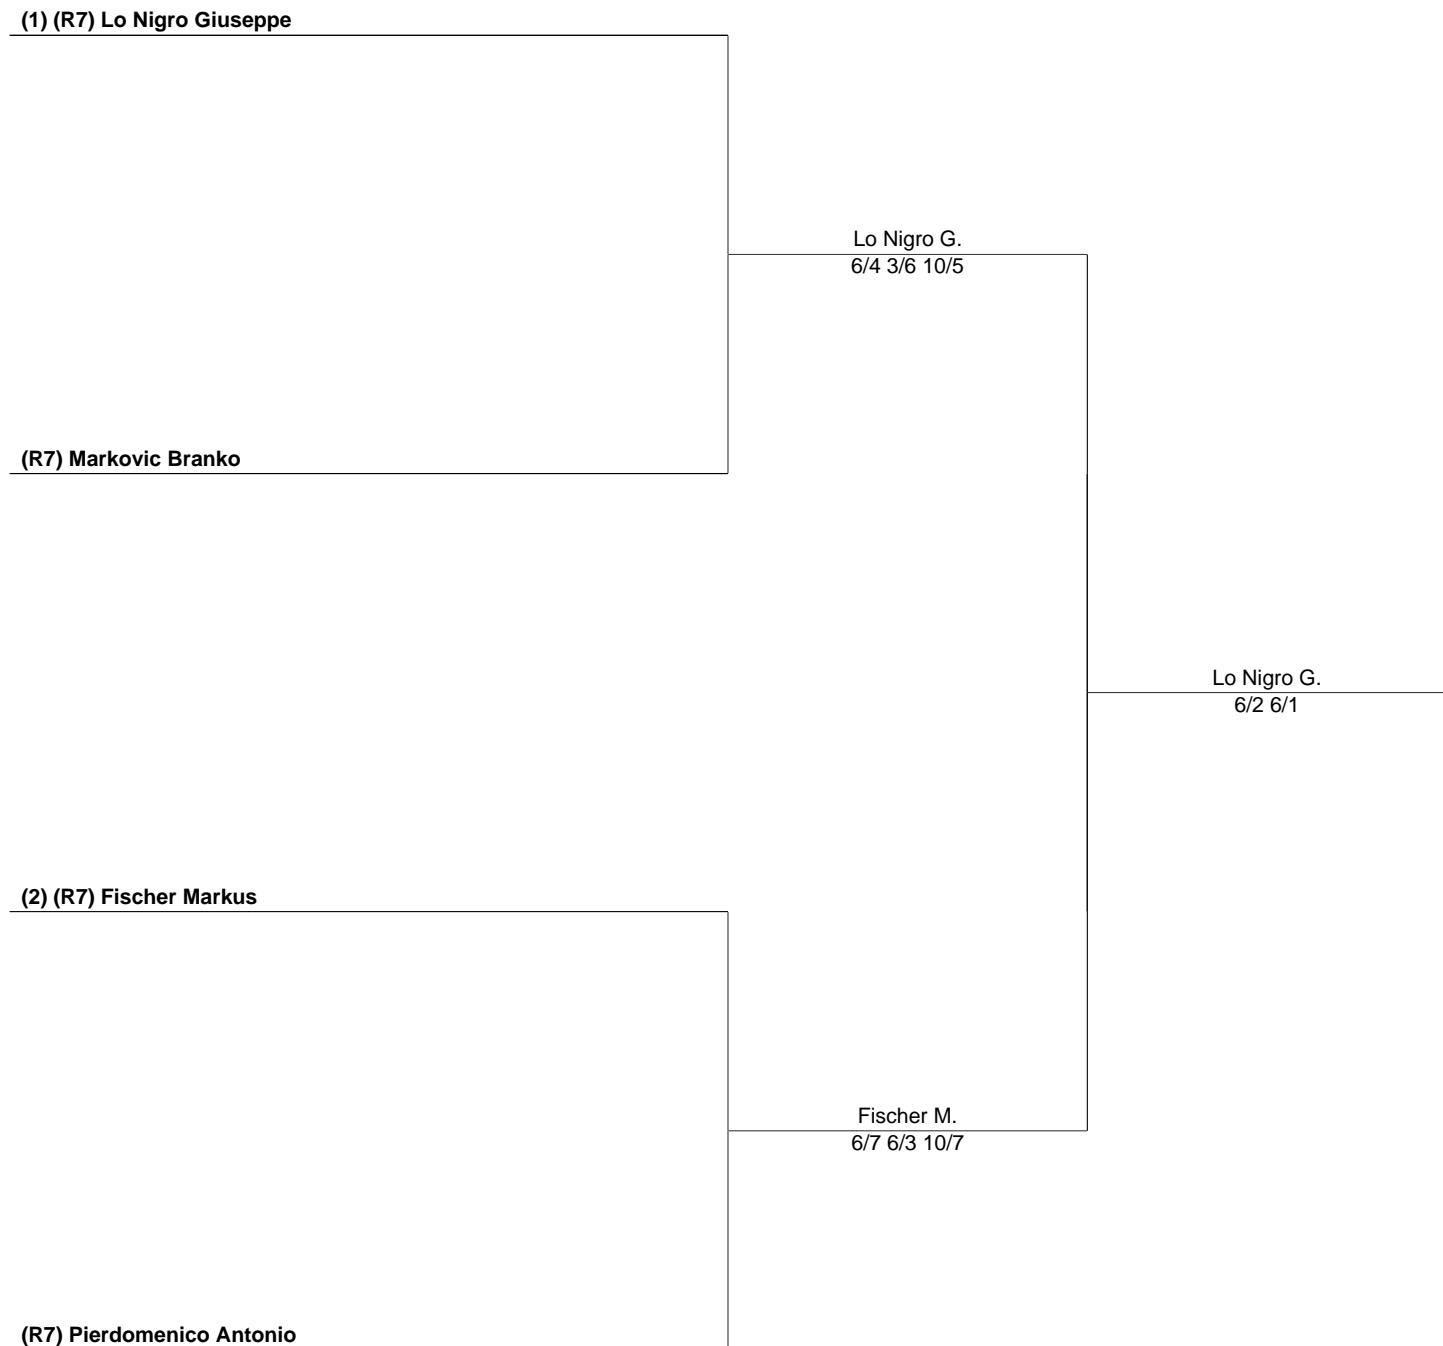 (1) (R7) Lo Nigro Giuseppe
Lo Nigro G.
6/4 3/6 10/5
(R7) Markovic Branko
Lo Nigro G.
6/2 6/1
(2) (R7) Fischer Markus
Fischer M.
6/7 6/3 10/7
(R7) Pierdomenico Antonio